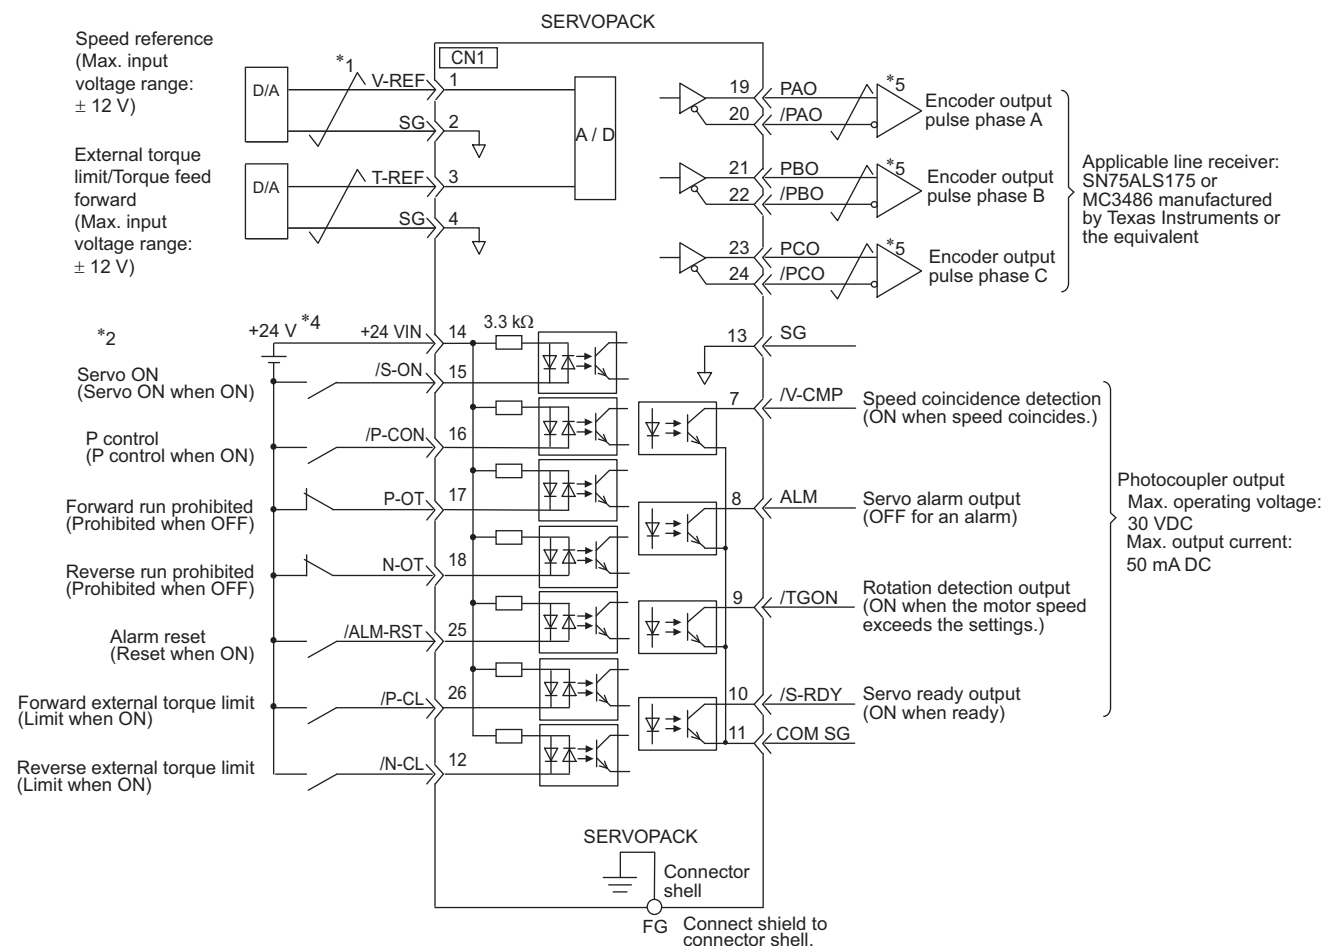 SERVOPACK
CN1
Speed reference
(Max. input
voltage range:
± 12 V)
D/A
*1
V-REF
1
SG
2
A / D
External torque
limit/Torque feed
forward
(Max. input
voltage range:
± 12 V)
D/A
T-REF
3
SG
4
19
PAO
*5
20
/PAO
Encoder output
pulse phase A
21
PBO
*5
22
/PBO
Encoder output
pulse phase B
23
PCO
*5
24
/PCO
Encoder output
pulse phase C
Applicable line receiver:
SN75ALS175 or
MC3486 manufactured
by Texas Instruments or
the equivalent
13
SG
*2
+24 V
*4
+24 VIN
14
3.3 kΩ
Servo ON
(Servo ON when ON)
/S-ON
15
P control
(P control when ON)
/P-CON
16
Forward run prohibited
(Prohibited when OFF)
P-OT
17
Reverse run prohibited
(Prohibited when OFF)
N-OT
18
Alarm reset
(Reset when ON)
/ALM-RST
25
Forward external torque limit
(Limit when ON)
/P-CL
26
Reverse external torque limit
(Limit when ON)
/N-CL
12
7
/V-CMP
Speed coincidence detection
(ON when speed coincides.)
8
ALM
Servo alarm output
(OFF for an alarm)
9
/TGON
Rotation detection output
(ON when the motor speed
exceeds the settings.)
10
/S-RDY
Servo ready output
(ON when ready)
11
COM SG
Photocoupler output
Max. operating voltage:
30 VDC
Max. output current:
50 mA DC
SERVOPACK
Connector
shell
FG
Connect shield to
connector shell.